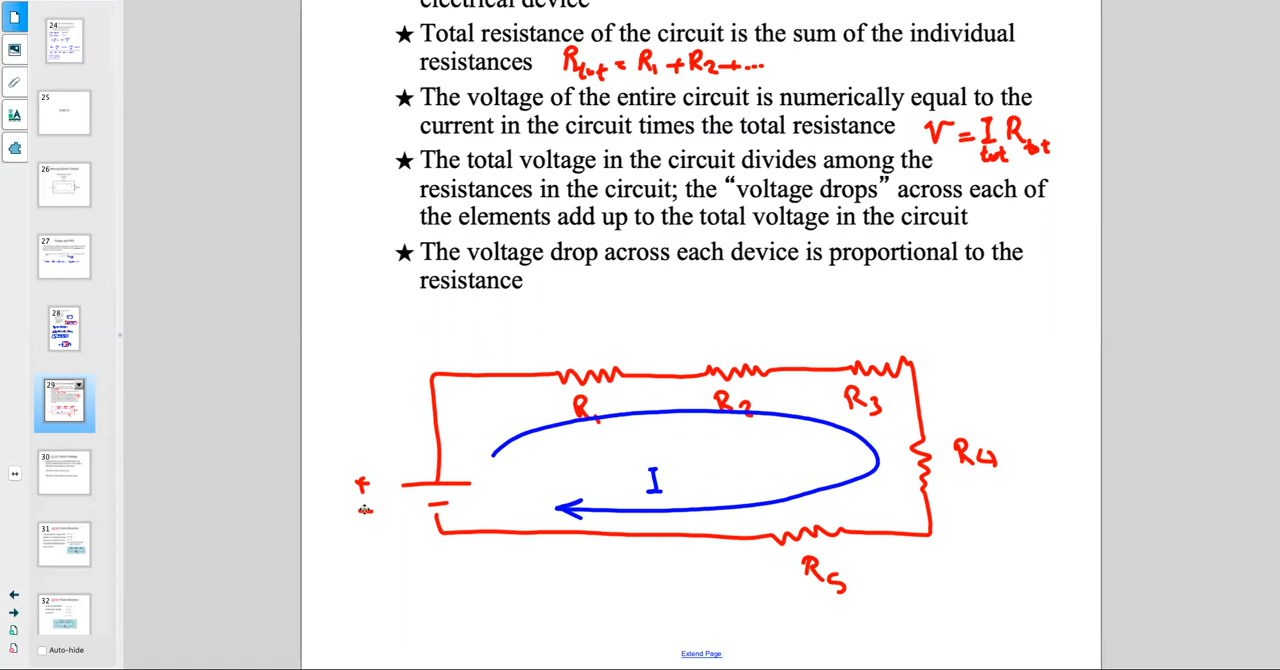 electrical device
★ Total resistance of the circuit is the sum of the individual
resistances R_tot = R1 + R2 + ...
★ The voltage of the entire circuit is numerically equal to the
current in the circuit times the total resistance V = I_tot R_tot
★ The total voltage in the circuit divides among the
resistances in the circuit; the “voltage drops” across each of
the elements add up to the total voltage in the circuit
★ The voltage drop across each device is proportional to the
resistance
R1 R2 R3
R4
I
+
-
R5
Extend Page
24
25
26
27
28
29
30
31
32
Auto-hide